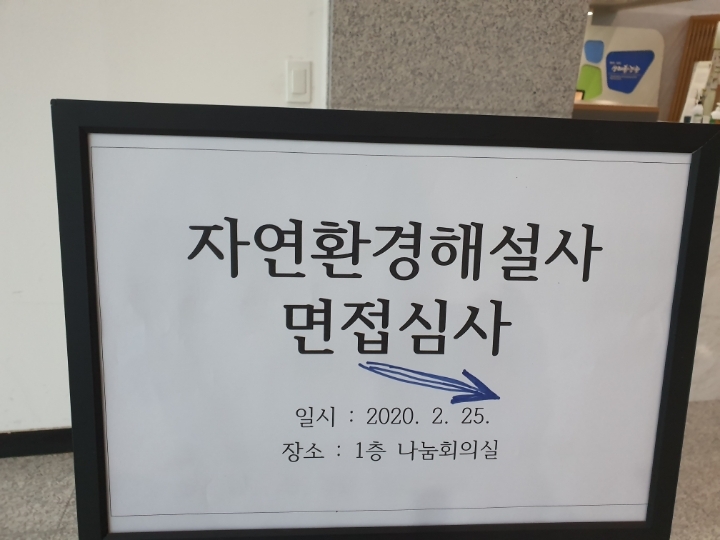 자연환경해설사
면접심사
일시 : 2020. 2. 25.
장소 : 1층 나눔회의실